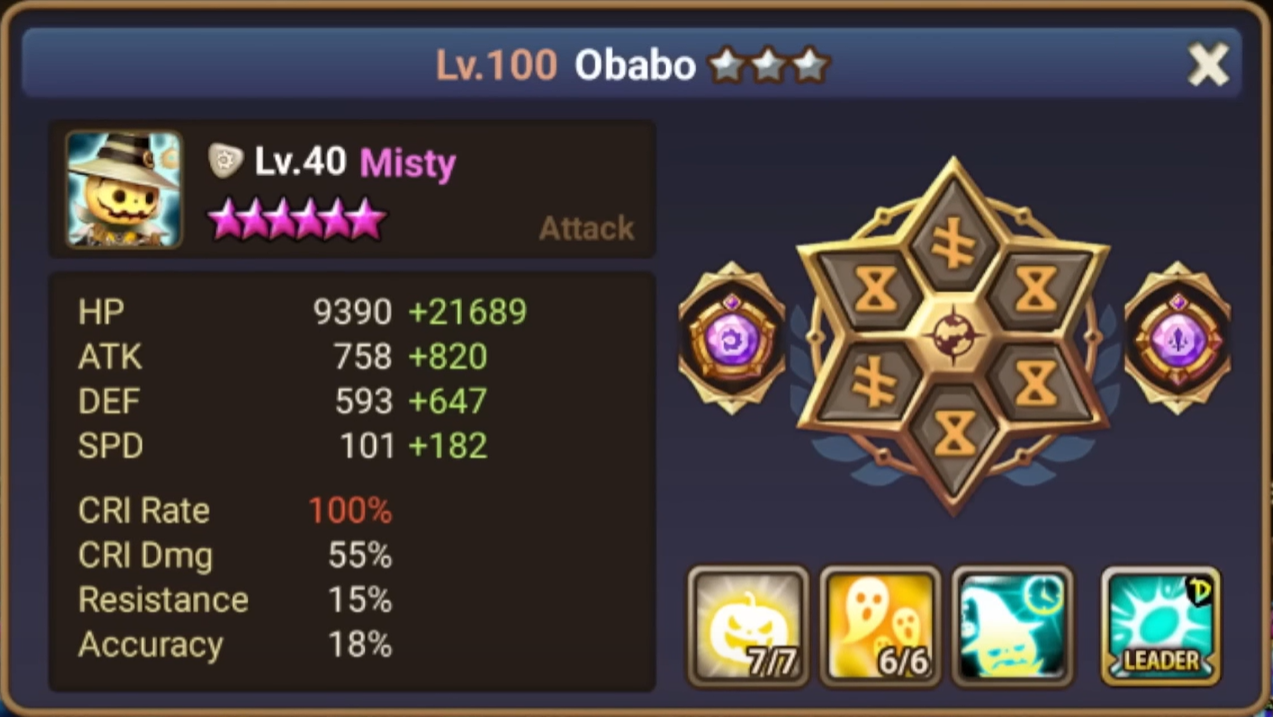 Lv.100 Obabo
Lv.40 Misty
Attack
HP 9390 +21689
ATK 758 +820
DEF 593 +647
SPD 101 +182
CRI Rate 100%
CRI Dmg 55%
Resistance 15%
Accuracy 18%
7/7 6/6 D
LEADER